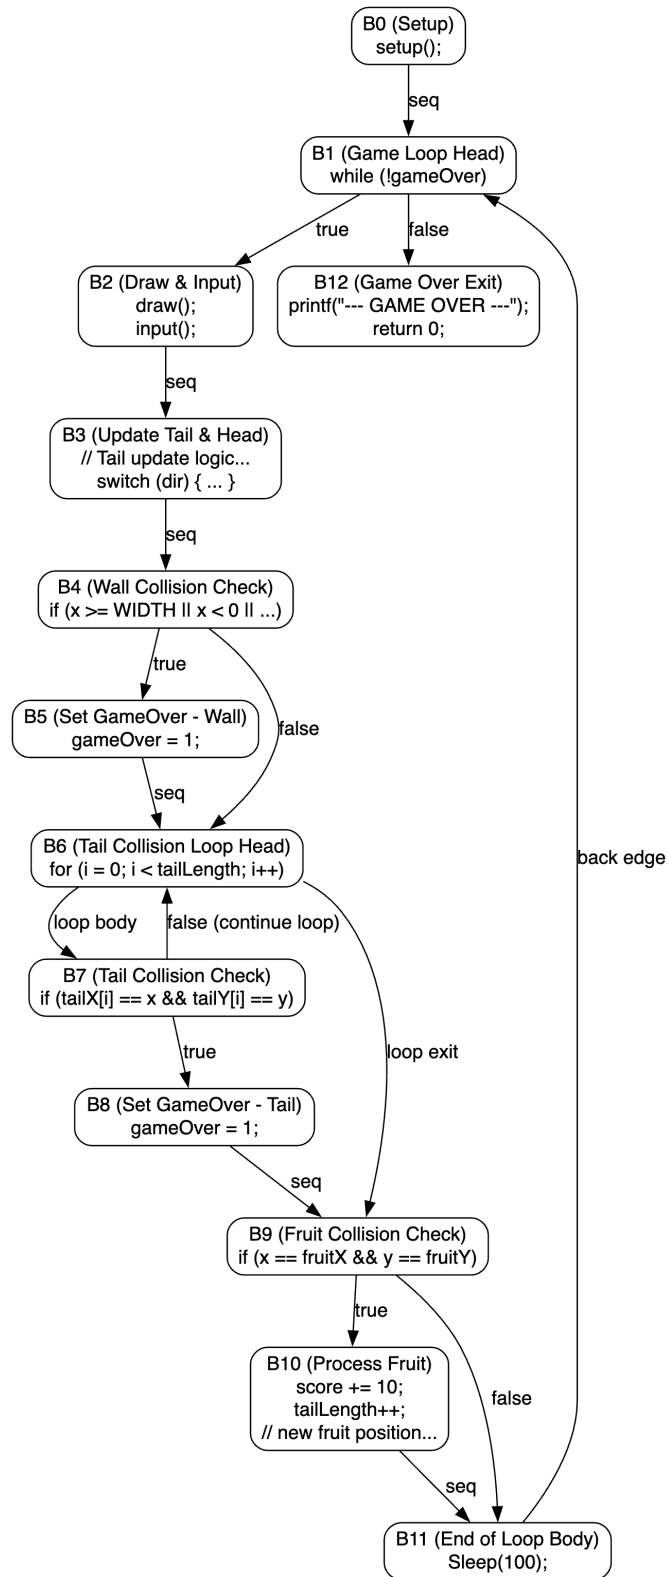 B0 (Setup)
setup();
seq
B1 (Game Loop Head)
while (!gameOver)
true
false
B2 (Draw & Input)
draw();
input();
B12 (Game Over Exit)
printf("--- GAME OVER ---");
return 0;
seq
B3 (Update Tail & Head)
// Tail update logic...
switch (dir) { ... }
seq
B4 (Wall Collision Check)
if (x >= WIDTH || x < 0 || ...)
true
false
B5 (Set GameOver - Wall)
gameOver = 1;
seq
B6 (Tail Collision Loop Head)
for (i = 0; i < tailLength; i++)
back edge
loop body
false (continue loop)
B7 (Tail Collision Check)
if (tailX[i] == x && tailY[i] == y)
true
loop exit
B8 (Set GameOver - Tail)
gameOver = 1;
seq
B9 (Fruit Collision Check)
if (x == fruitX && y == fruitY)
true
false
B10 (Process Fruit)
score += 10;
tailLength++;
// new fruit position...
seq
B11 (End of Loop Body)
Sleep(100);